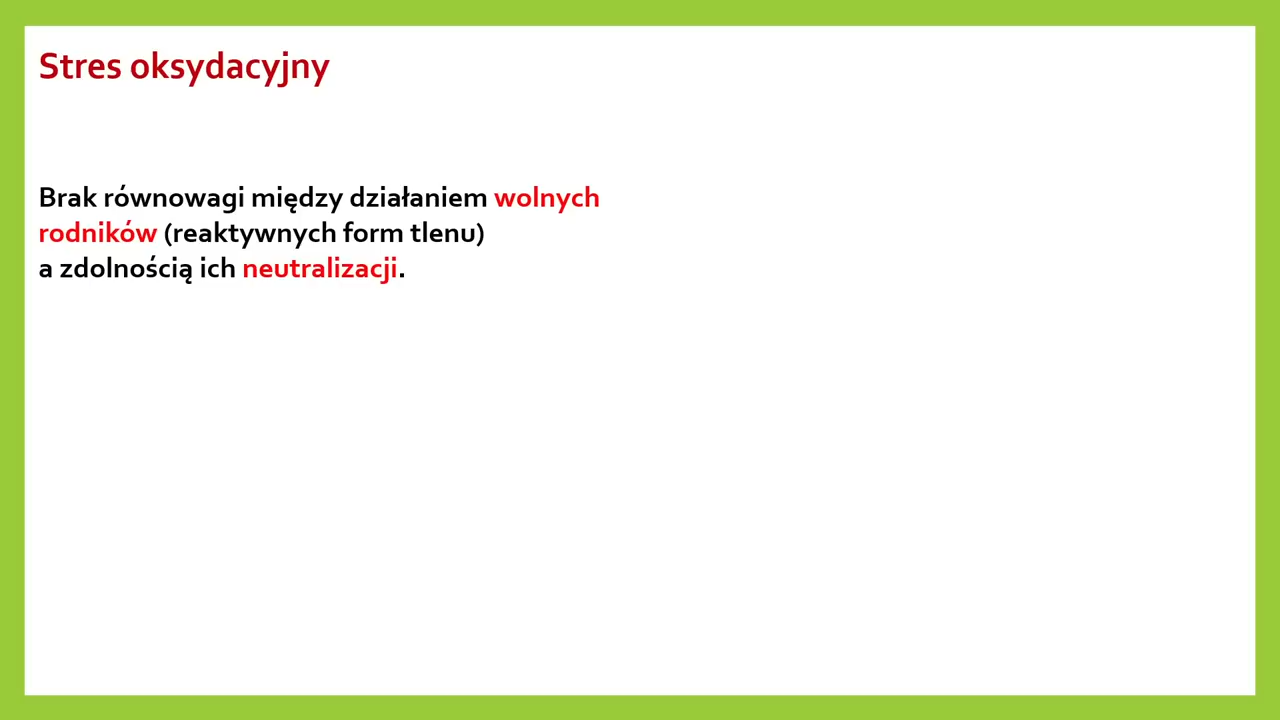 Stres oksydacyjny
Brak równowagi między działaniem wolnych
rodników (reaktywnych form tlenu)
a zdolnością ich neutralizacji.